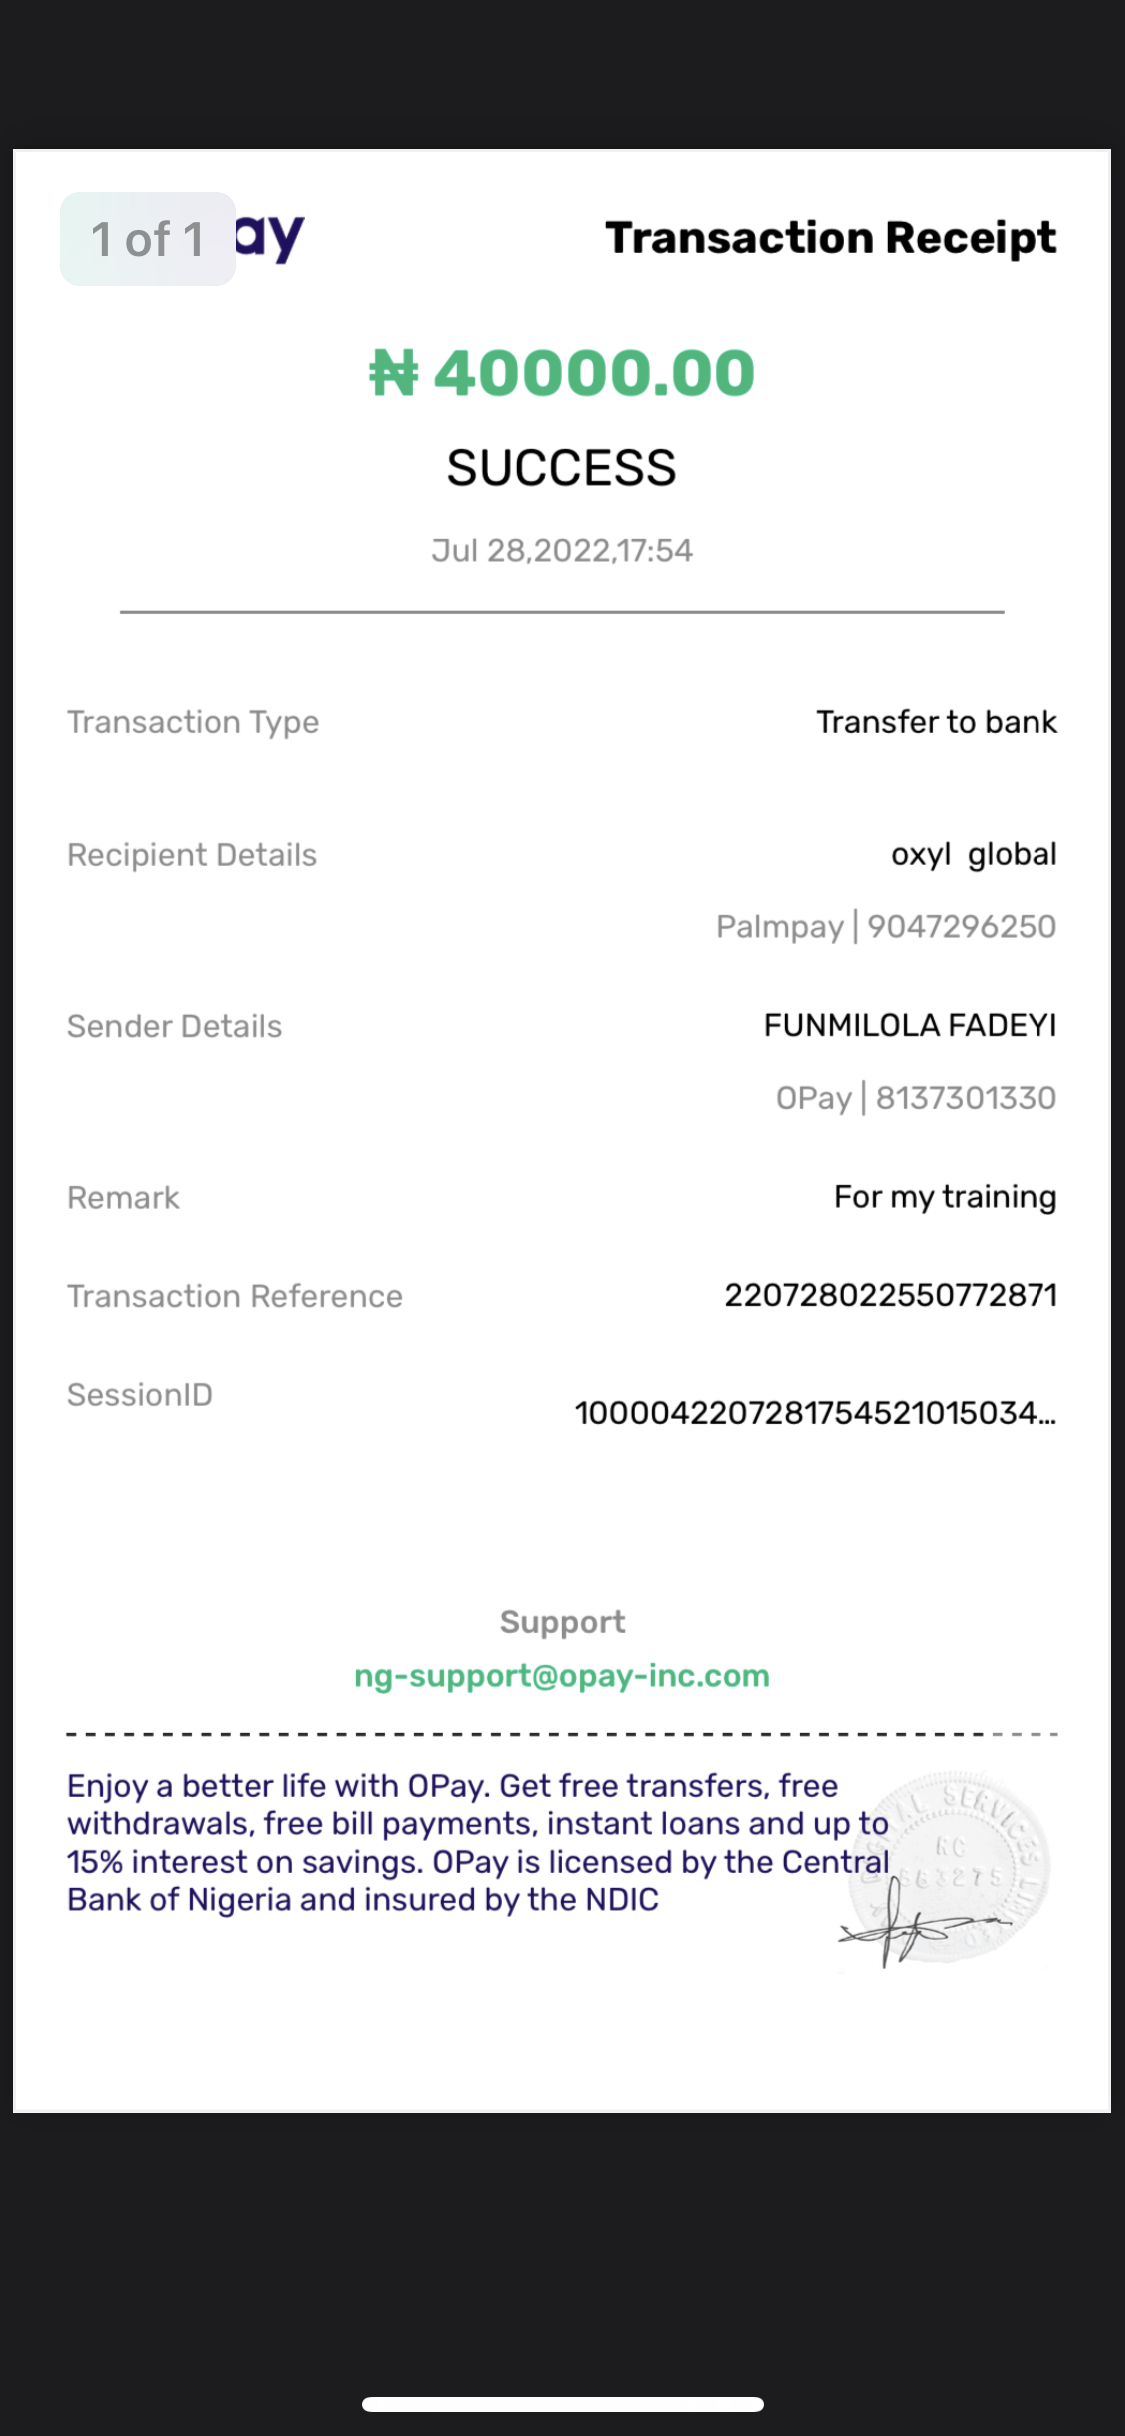 1 of 1
ay
Transaction Receipt
₦ 40000.00
SUCCESS
Jul 28,2022,17:54
Transaction Type
Transfer to bank
Recipient Details
oxyl  global
Palmpay | 9047296250
Sender Details
FUNMILOLA FADEYI
OPay | 8137301330
Remark
For my training
Transaction Reference
220728022550772871
SessionID
1000042207281754521015034...
Support
ng-support@opay-inc.com
Enjoy a better life with OPay. Get free transfers, free
withdrawals, free bill payments, instant loans and up to
15% interest on savings. OPay is licensed by the Central
Bank of Nigeria and insured by the NDIC
SERVICES
RC